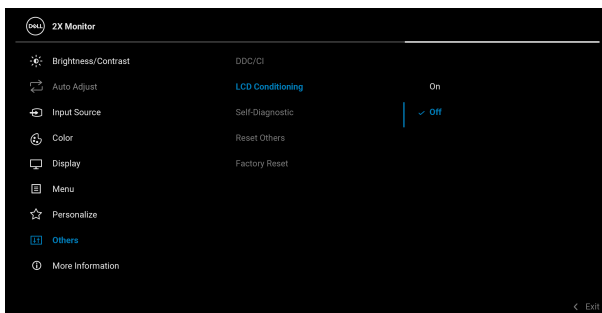 DELL
2X Monitor
Brightness/Contrast
Auto Adjust
Input Source
Color
Display
Menu
Personalize
Others
More Information
DDC/CI
LCD Conditioning
Self-Diagnostic
Reset Others
Factory Reset
On
Off
Exit